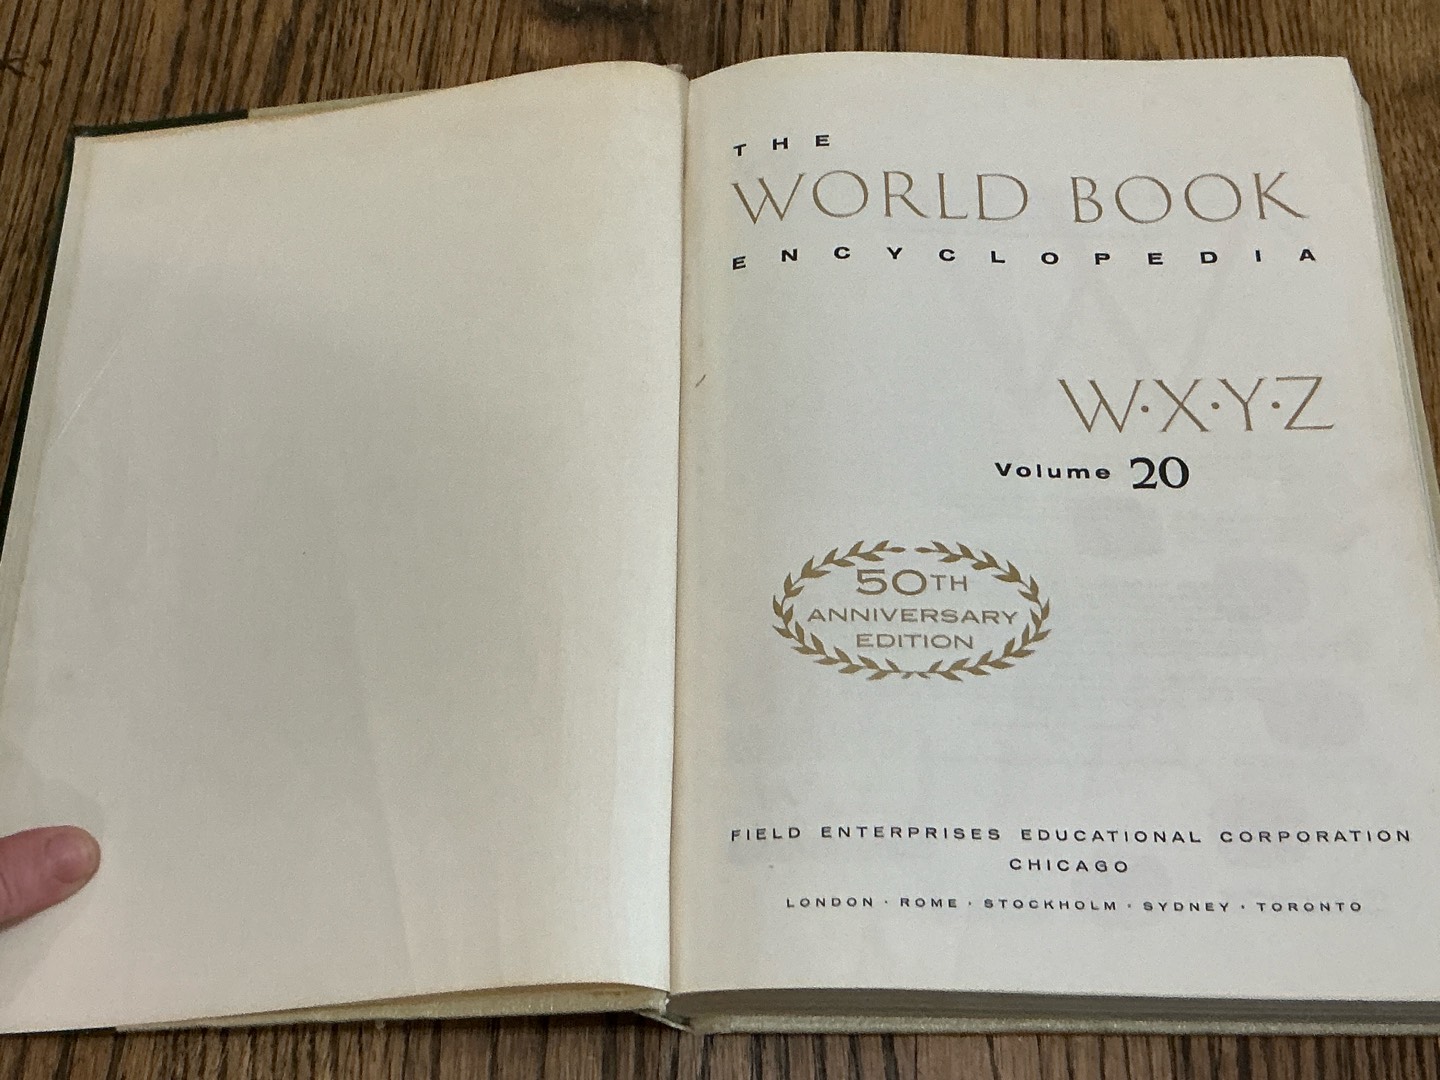 THE
WORLD BOOK
ENCYCLOPEDIA
W·X·Y·Z
Volume 20
50TH
ANNIVERSARY
EDITION
FIELD ENTERPRISES EDUCATIONAL CORPORATION
CHICAGO
LONDON · ROME · STOCKHOLM · SYDNEY · TORONTO